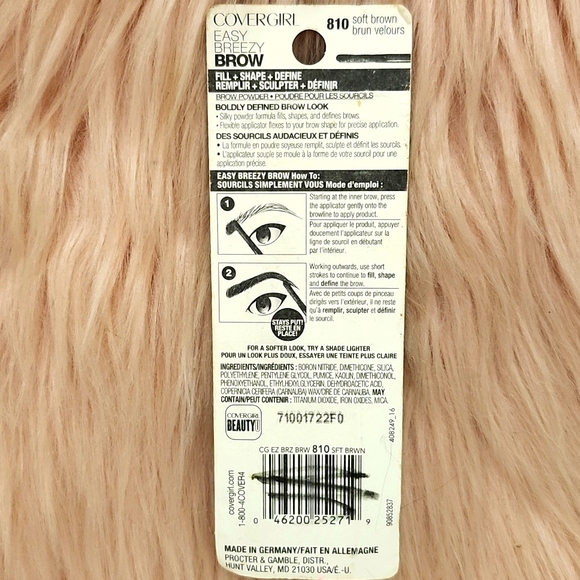 COVERGIRL
810 soft brown
brun velours
EASY
BREEZY
BROW
FILL + SHAPE + DEFINE
REMPLIR + SCULPTER + DÉFINIR
BROW POWDER • POUDRE POUR LES SOURCILS
BOLDLY DEFINED BROW LOOK
• Silky powder formula fills, shapes, and defines brows.
• Flexible applicator flexes to your brow shape for precise application.
DES SOURCILS AUDACIEUX ET DÉFINIS
• La formule en poudre soyeuse remplit, sculpte et définit les sourcils.
• L'applicateur souple se moule à la forme de votre sourcil pour une
application précise.
EASY BREEZY BROW How To:
SOURCILS SIMPLEMENT VOUS Mode d'emploi :
1
Starting at the inner brow, press
the applicator gently onto the
browline to apply product.
Pour appliquer le produit, appuyer
doucement l'applicateur sur la
ligne de sourcil en débutant
par l'intérieur.
2
Working outwards, use short
strokes to continue to fill, shape
and define the brow.
Avec de petits coups de pinceau
dirigés vers l'extérieur, il ne reste
qu'à remplir, sculpter et définir
le sourcil.
STAYS PUT!
RESTE EN
PLACE!
FOR A SOFTER LOOK, TRY A SHADE LIGHTER
POUR UN LOOK PLUS DOUX, ESSAYER UNE TEINTE PLUS CLAIRE
INGREDIENTS/INGRÉDIENTS : BORON NITRIDE, DIMETHICONE, SILICA,
POLYETHYLENE, PENTYLENE GLYCOL, PUMICE, KAOLIN, DIMETHICONOL,
PHENOXYETHANOL, ETHYLHEXYLGLYCERIN, DEHYDROACETIC ACID,
COPERNICIA CERIFERA (CARNAUBA) WAX/CIRE DE CARNAUBA. MAY
CONTAIN/PEUT CONTENIR : TITANIUM DIOXIDE, IRON OXIDES, MICA.
COVERGIRL
BEAUTY U
71001722F0
408249_16
CG EZ BRZ BRW 810 SFT BRWN
covergirl.com
1-800-4COVER4
0 46200 25271 9
90852837
MADE IN GERMANY/FAIT EN ALLEMAGNE
PROCTER & GAMBLE, DISTR.,
HUNT VALLEY, MD 21030 USA/É.-U.